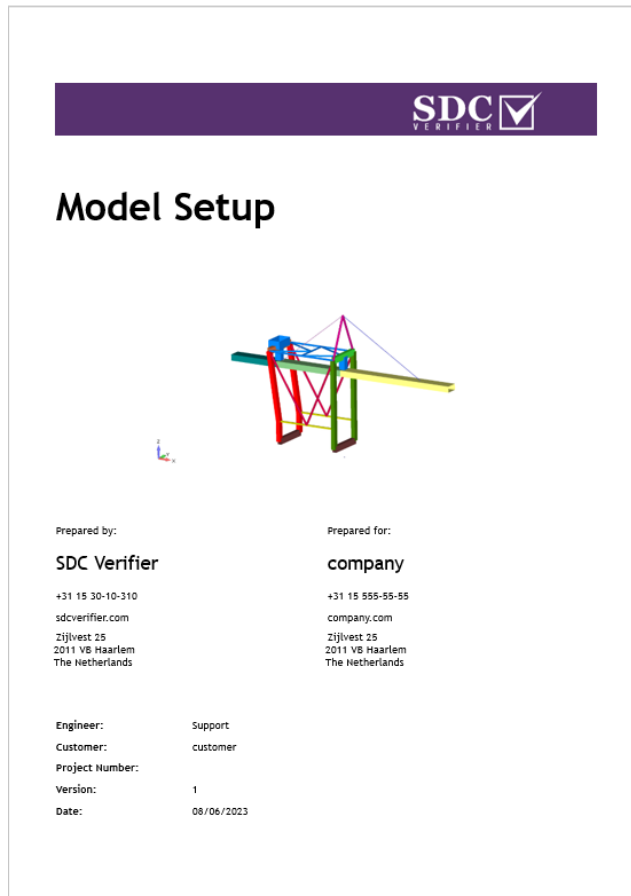 SDC
VERIFIER
Model Setup
Z
X
Prepared by:
Prepared for:
SDC Verifier
company
+31 15 30-10-310
+31 15 555-55-55
sdcverifier.com
company.com
Zijlvest 25
2011 VB Haarlem
The Netherlands
Zijlvest 25
2011 VB Haarlem
The Netherlands
Engineer: Support
Customer: customer
Project Number:
Version: 1
Date: 08/06/2023